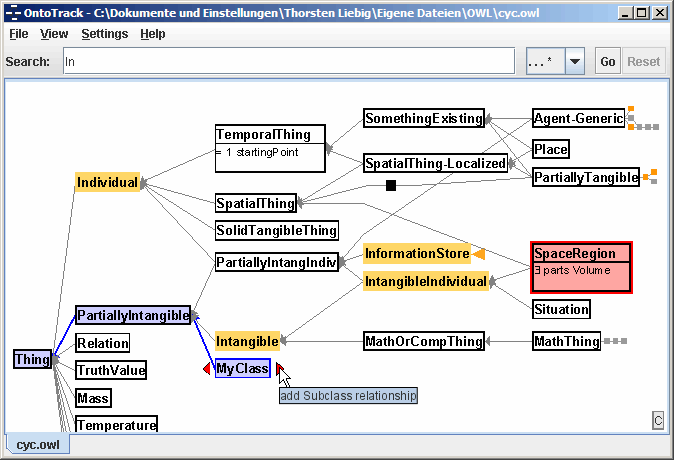 OntoTrack - C:\Dokumente und Einstellungen\Thorsten Liebig\Eigene Dateien\OWL\cyc.owl
File View Settings Help
Search: In ...* Go Reset
SomethingExisting
Agent-Generic
TemporalThing
= 1 startingPoint
Place
SpatialThing-Localized
PartiallyTangible
Individual
SpatialThing
SolidTangibleThing
PartiallyIntangIndiv
InformationStore
SpaceRegion
∃ parts Volume
IntangibleIndividual
PartiallyIntangible
Situation
Relation
Intangible
MathOrCompThing
MathThing
Thing
TruthValue
MyClass
Mass
add Subclass relationship
Temperature
C
cyc.owl